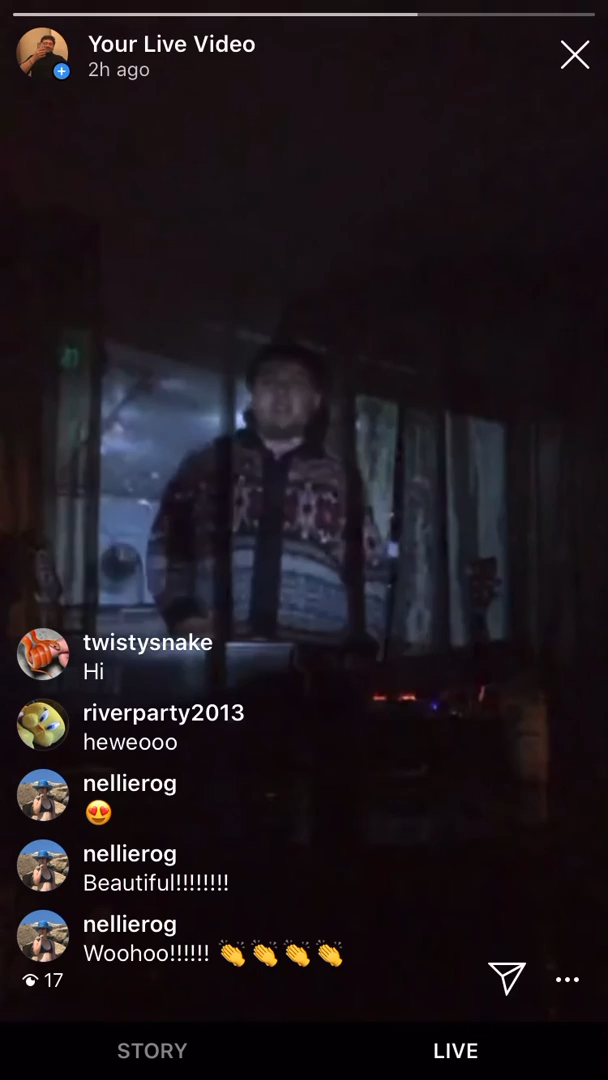 Your Live Video
2h ago
twistysnake
Hi
riverparty2013
heweooo
nellierog
😍
nellierog
Beautiful!!!!!!!!
nellierog
Woohoo!!!!!! 👏👏👏👏
17
STORY
LIVE